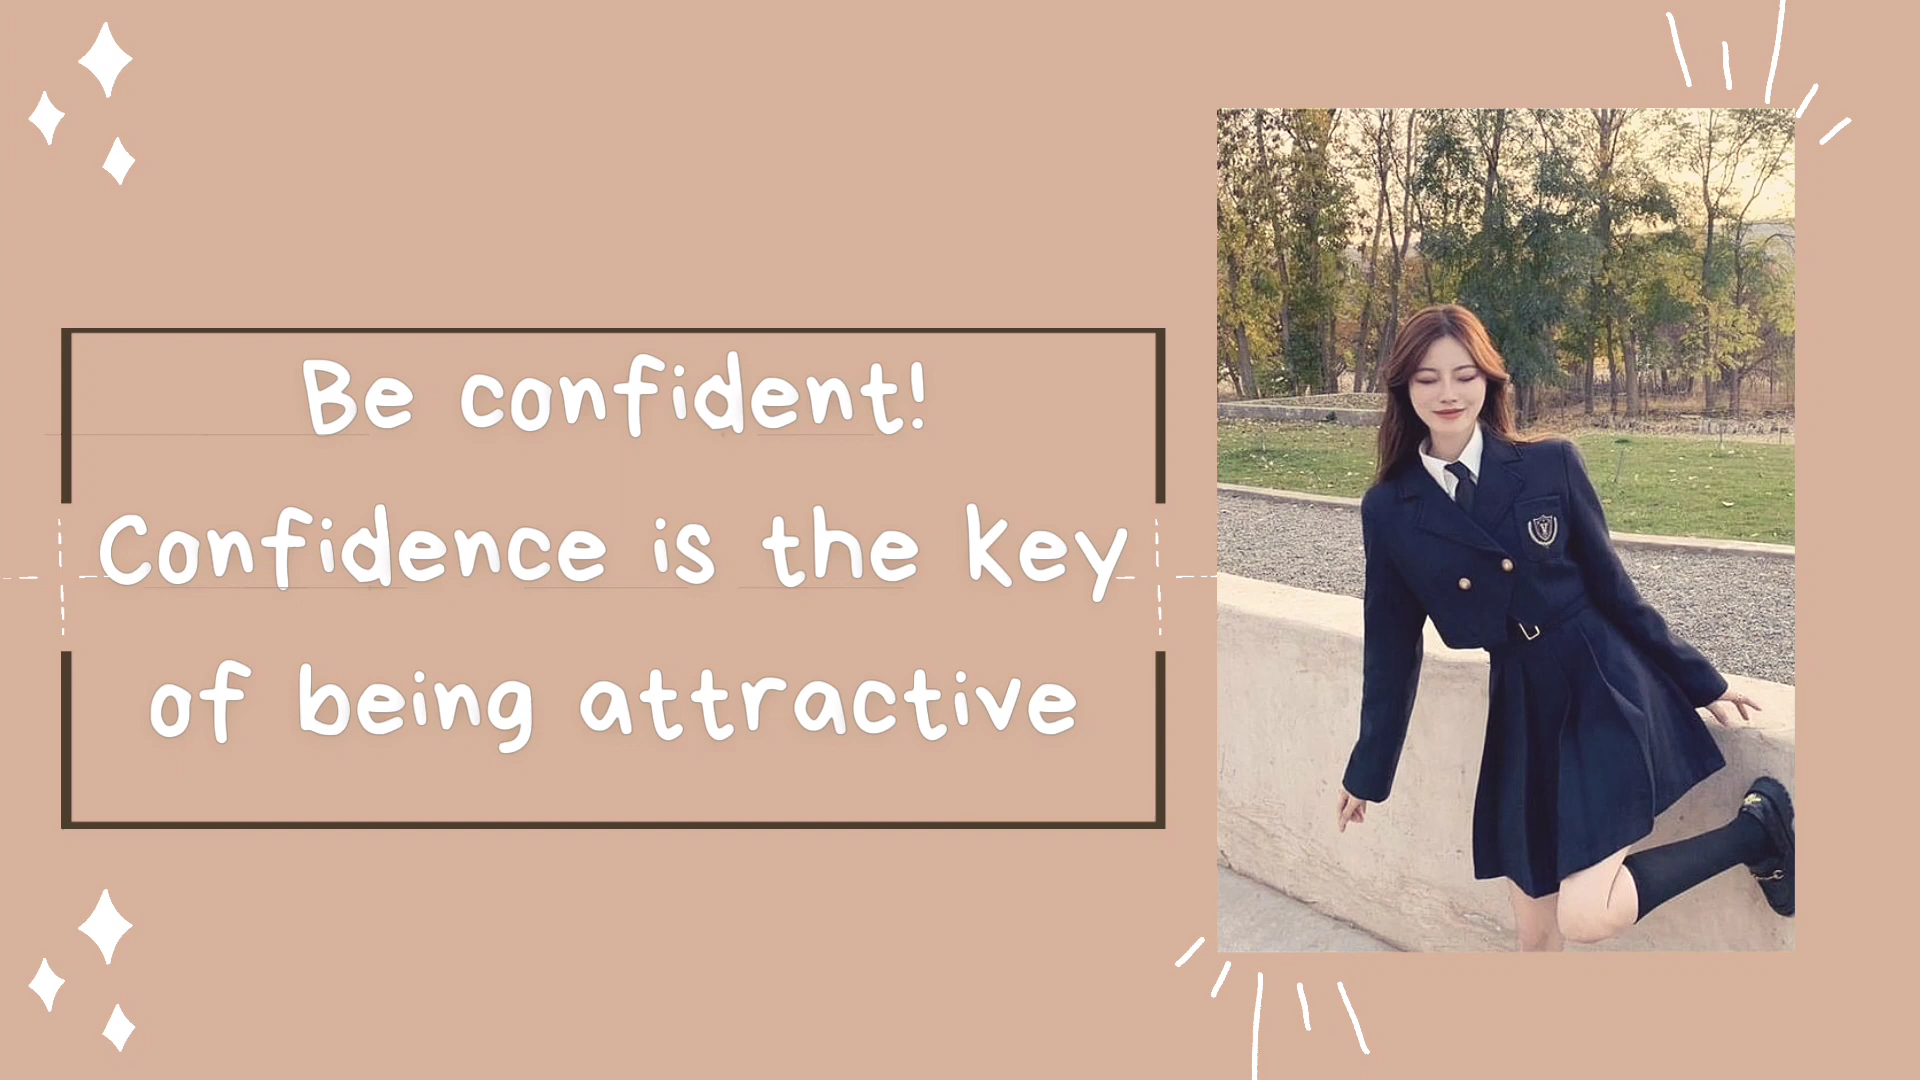 Be confident!
Confidence is the key
of being attractive